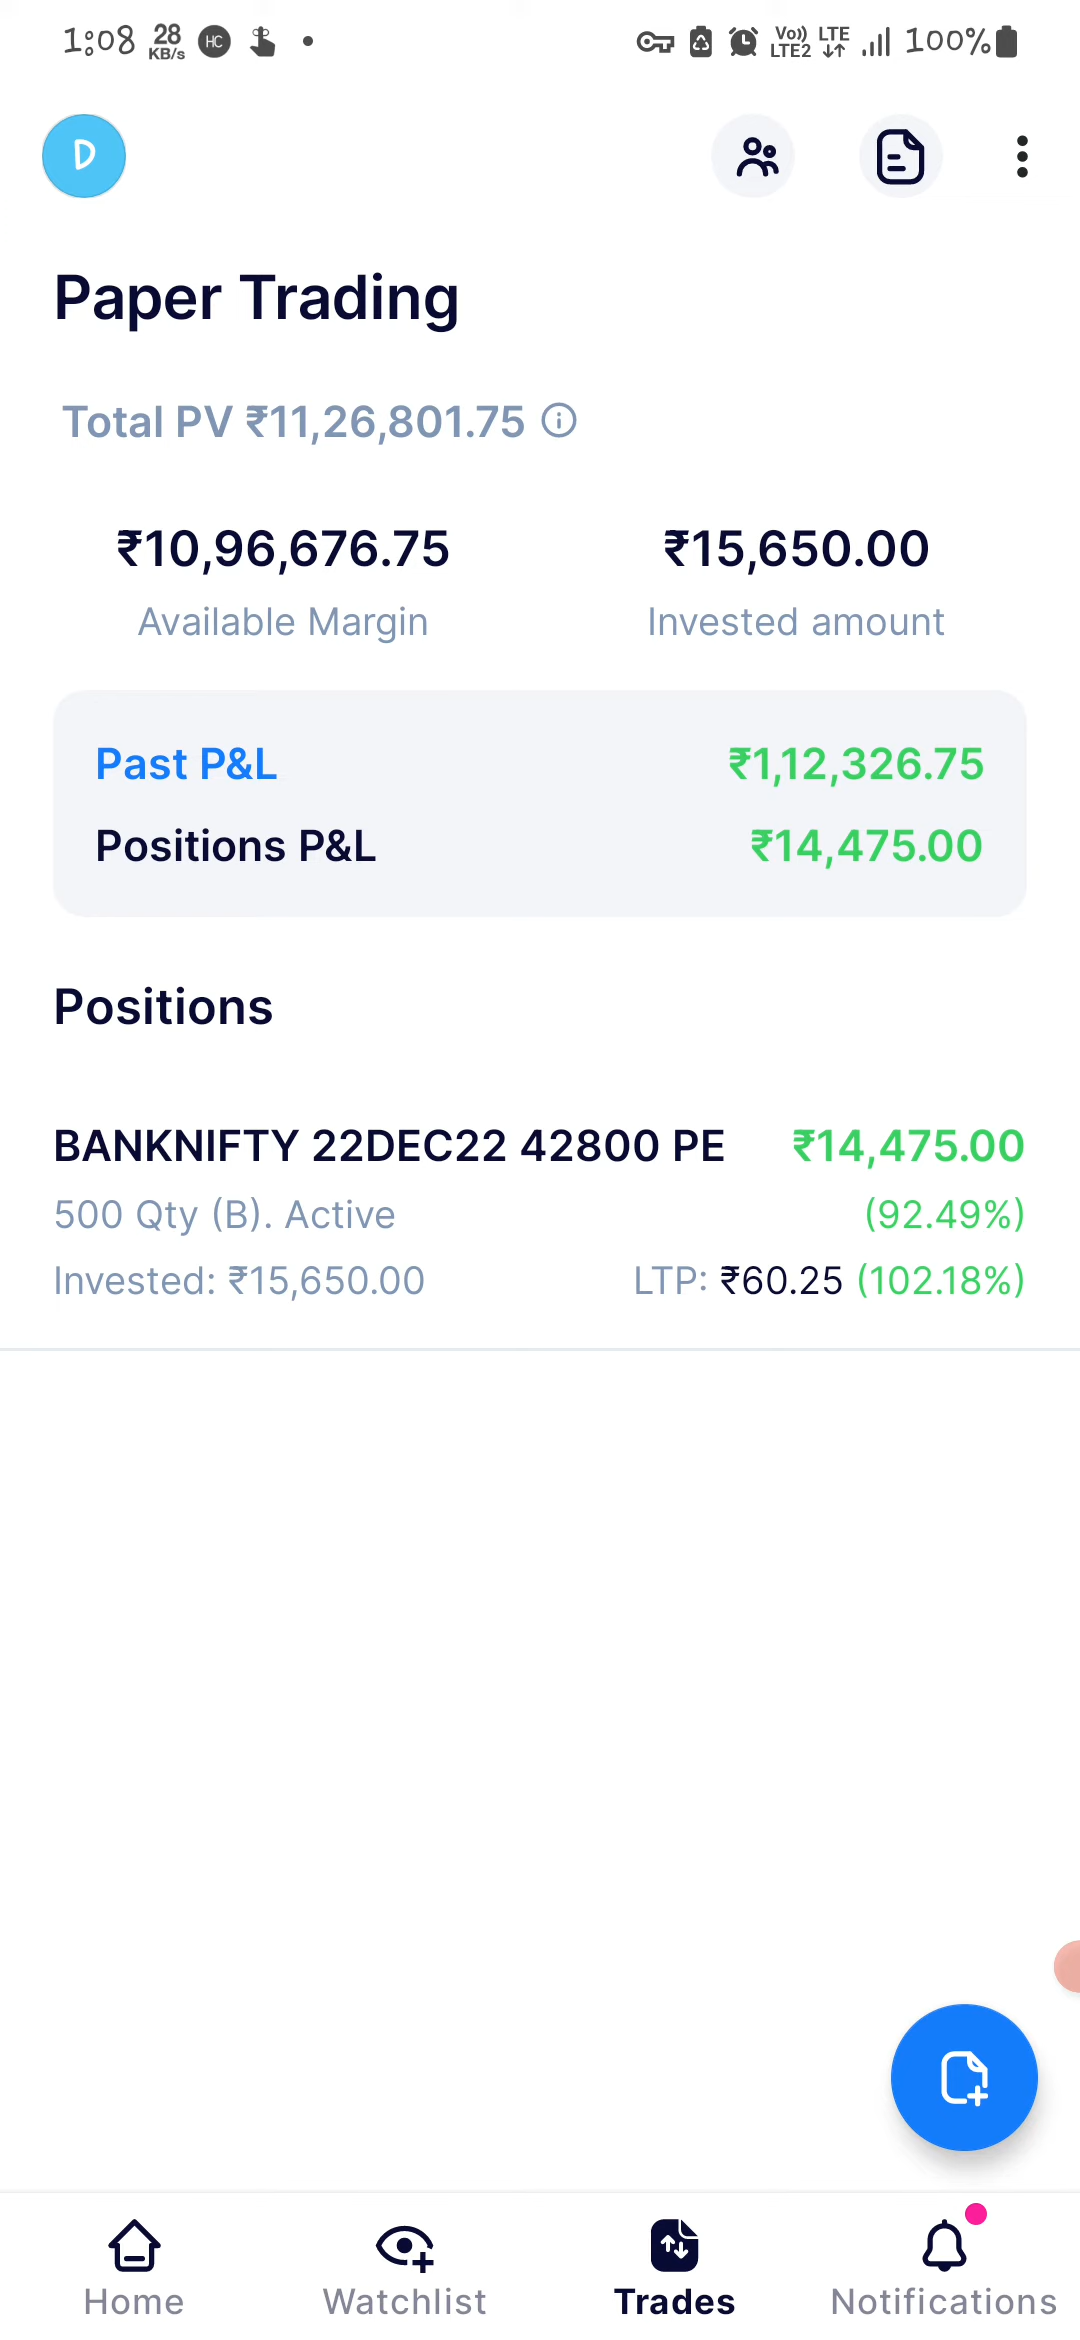 1:08 28 KB/s HC Vo)) LTE2 LTE 100%
D
Paper Trading
Total PV ₹11,26,801.75
₹10,96,676.75 ₹15,650.00
Available Margin Invested amount
Past P&L ₹1,12,326.75
Positions P&L ₹14,475.00
Positions
BANKNIFTY 22DEC22 42800 PE ₹14,475.00
500 Qty (B). Active (92.49%)
Invested: ₹15,650.00 LTP: ₹60.25 (102.18%)
Home Watchlist Trades Notifications